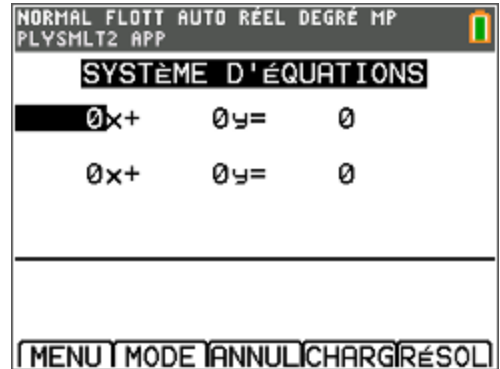 NORMAL FLOTT AUTO RÉEL DEGRÉ MP
PLYSMLT2 APP
SYSTÈME D'ÉQUATIONS
0x+ 0y= 0
0x+ 0y= 0
MENU MODE ANNUL CHARG RÉSOL